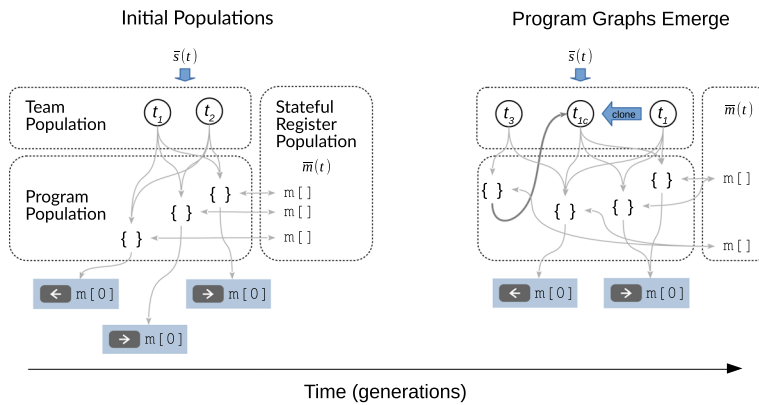 Initial Populations
Program Graphs Emerge
s̅(t)
s̅(t)
Team
Population
t1
t2
Stateful
Register
Population
m̅(t)
t3
t1c
clone
t1
m̅(t)
Program
Population
{ }
{ }
{ }
m[]
m[]
m[]
{ }
{ }
{ }
{ }
m[]
m[]
← m[0]
→ m[0]
→ m[0]
← m[0]
→ m[0]
Time (generations)